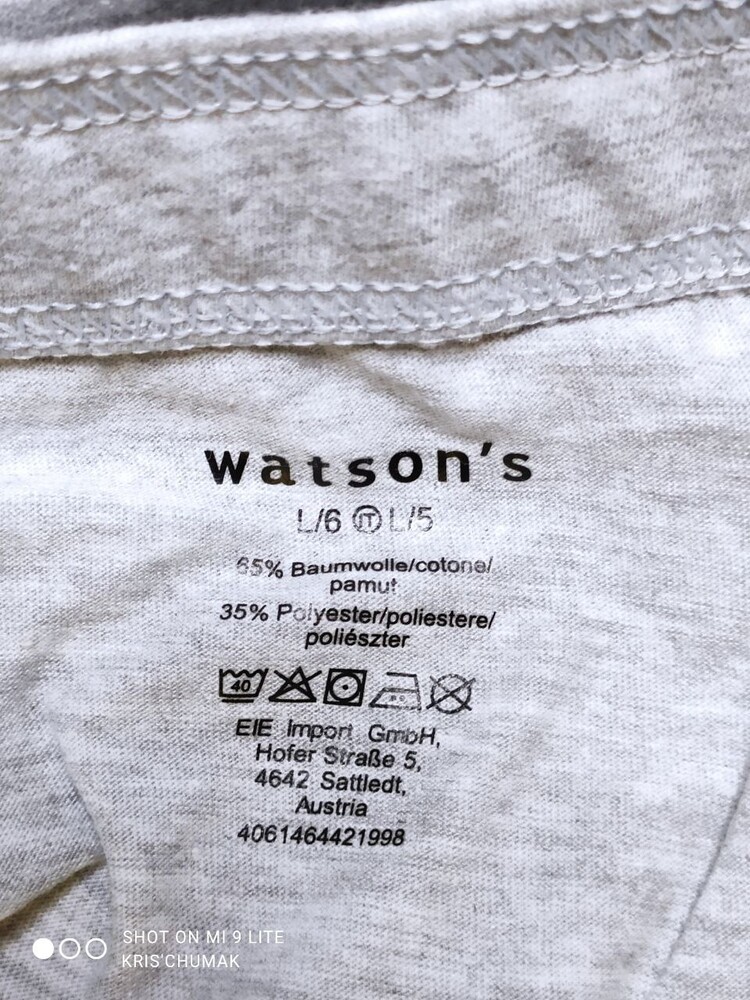 watson's
L/6 IT L/5
65% Baumwolle/cotone/
pamut
35% Polyester/poliestere/
poliészter
40
EIE Import GmbH,
Hofer Straße 5,
4642 Sattledt,
Austria
4061464421998
SHOT ON MI 9 LITE
KRIS'CHUMAK